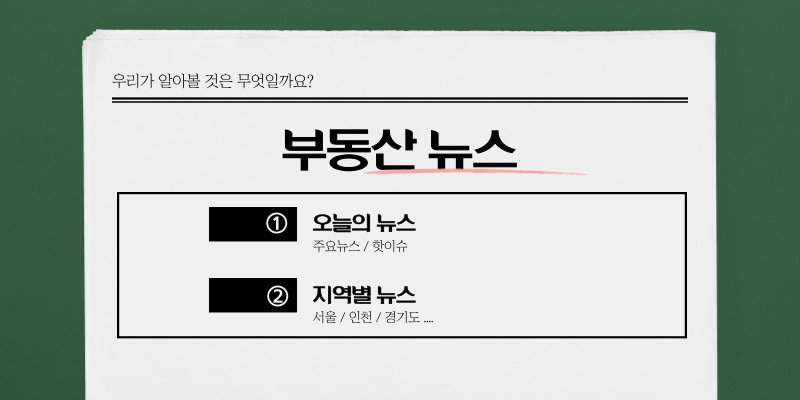 우리가 알아볼 것은 무엇일까요?
부동산 뉴스
① 오늘의 뉴스
주요뉴스 / 핫이슈
② 지역별 뉴스
서울 / 인천 / 경기도 ....